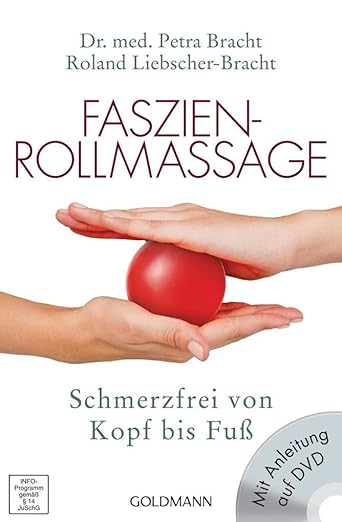 Dr. med. Petra Bracht
Roland Liebscher-Bracht
FASZIEN-
ROLLMASSAGE
Schmerzfrei von
Kopf bis Fuß
Mit Anleitung
auf DVD
INFO-
Programm
gemäß
§ 14
JuSchG
GOLDMANN